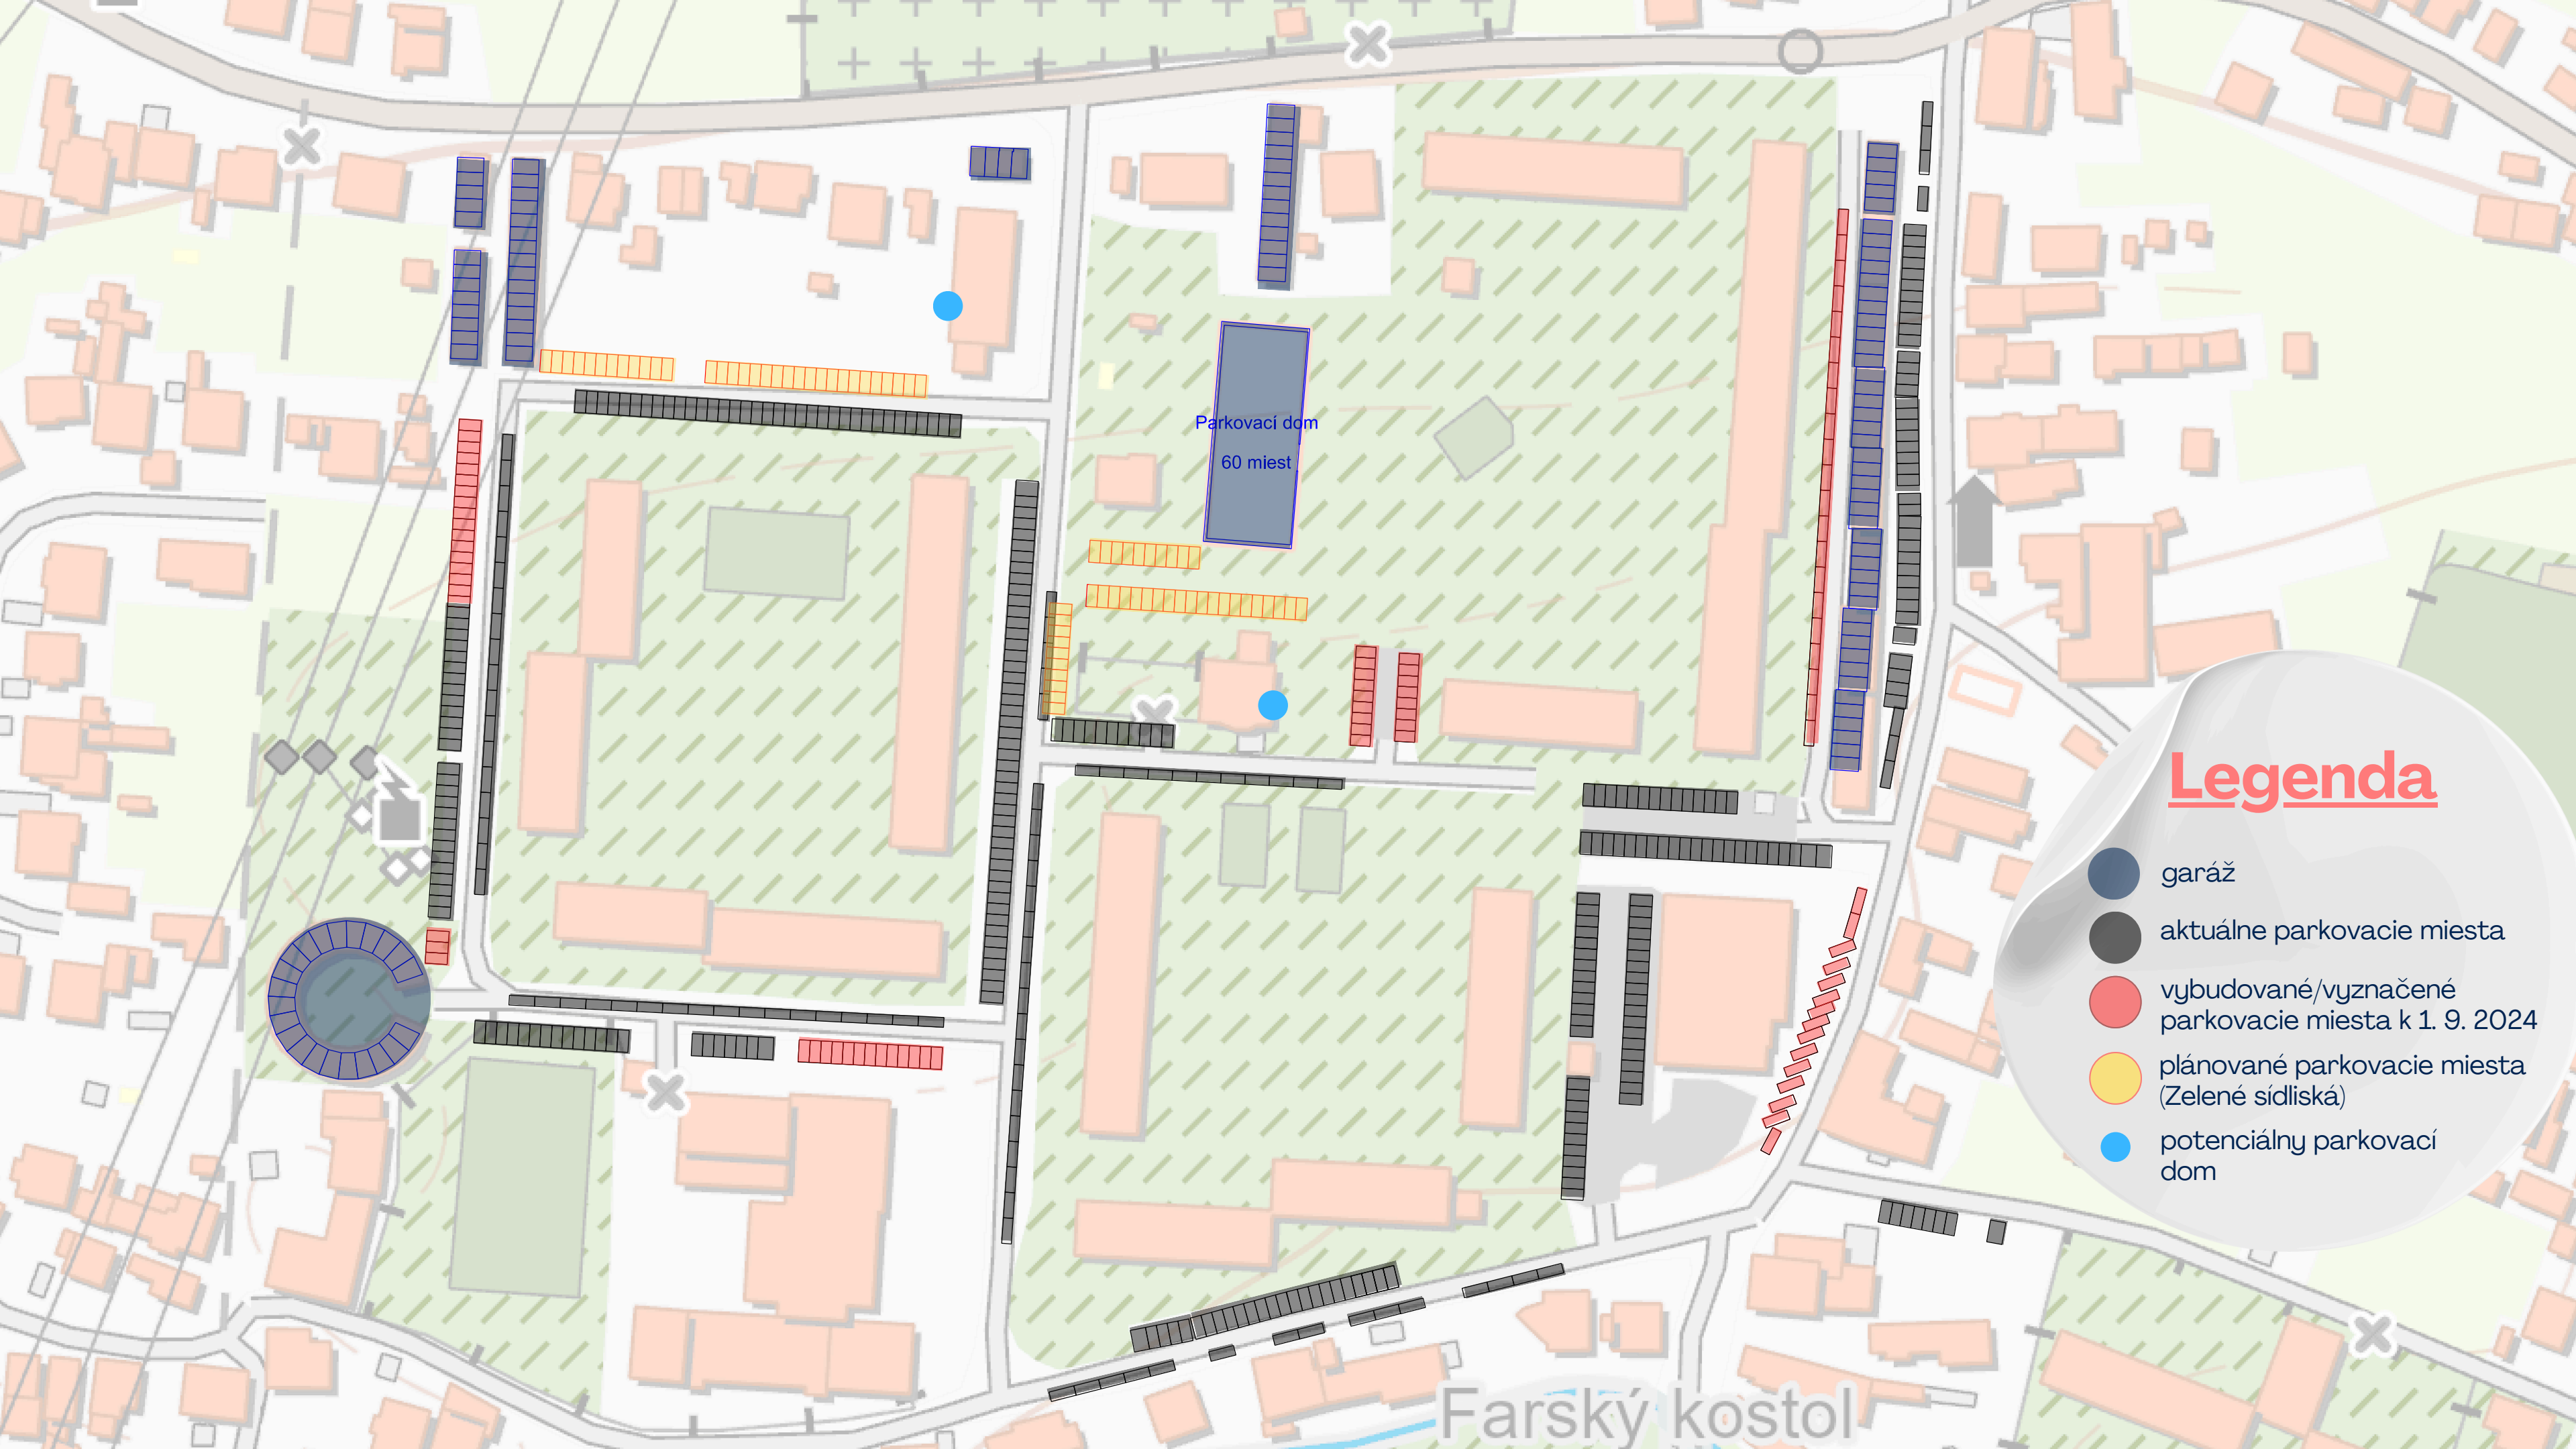 Parkovací dom
60 miest
Legenda
garáž
aktuálne parkovacie miesta
vybudované/vyznačené
parkovacie miesta k 1. 9. 2024
plánované parkovacie miesta
(Zelené sídliská)
potenciálny parkovací
dom
Farský kostol